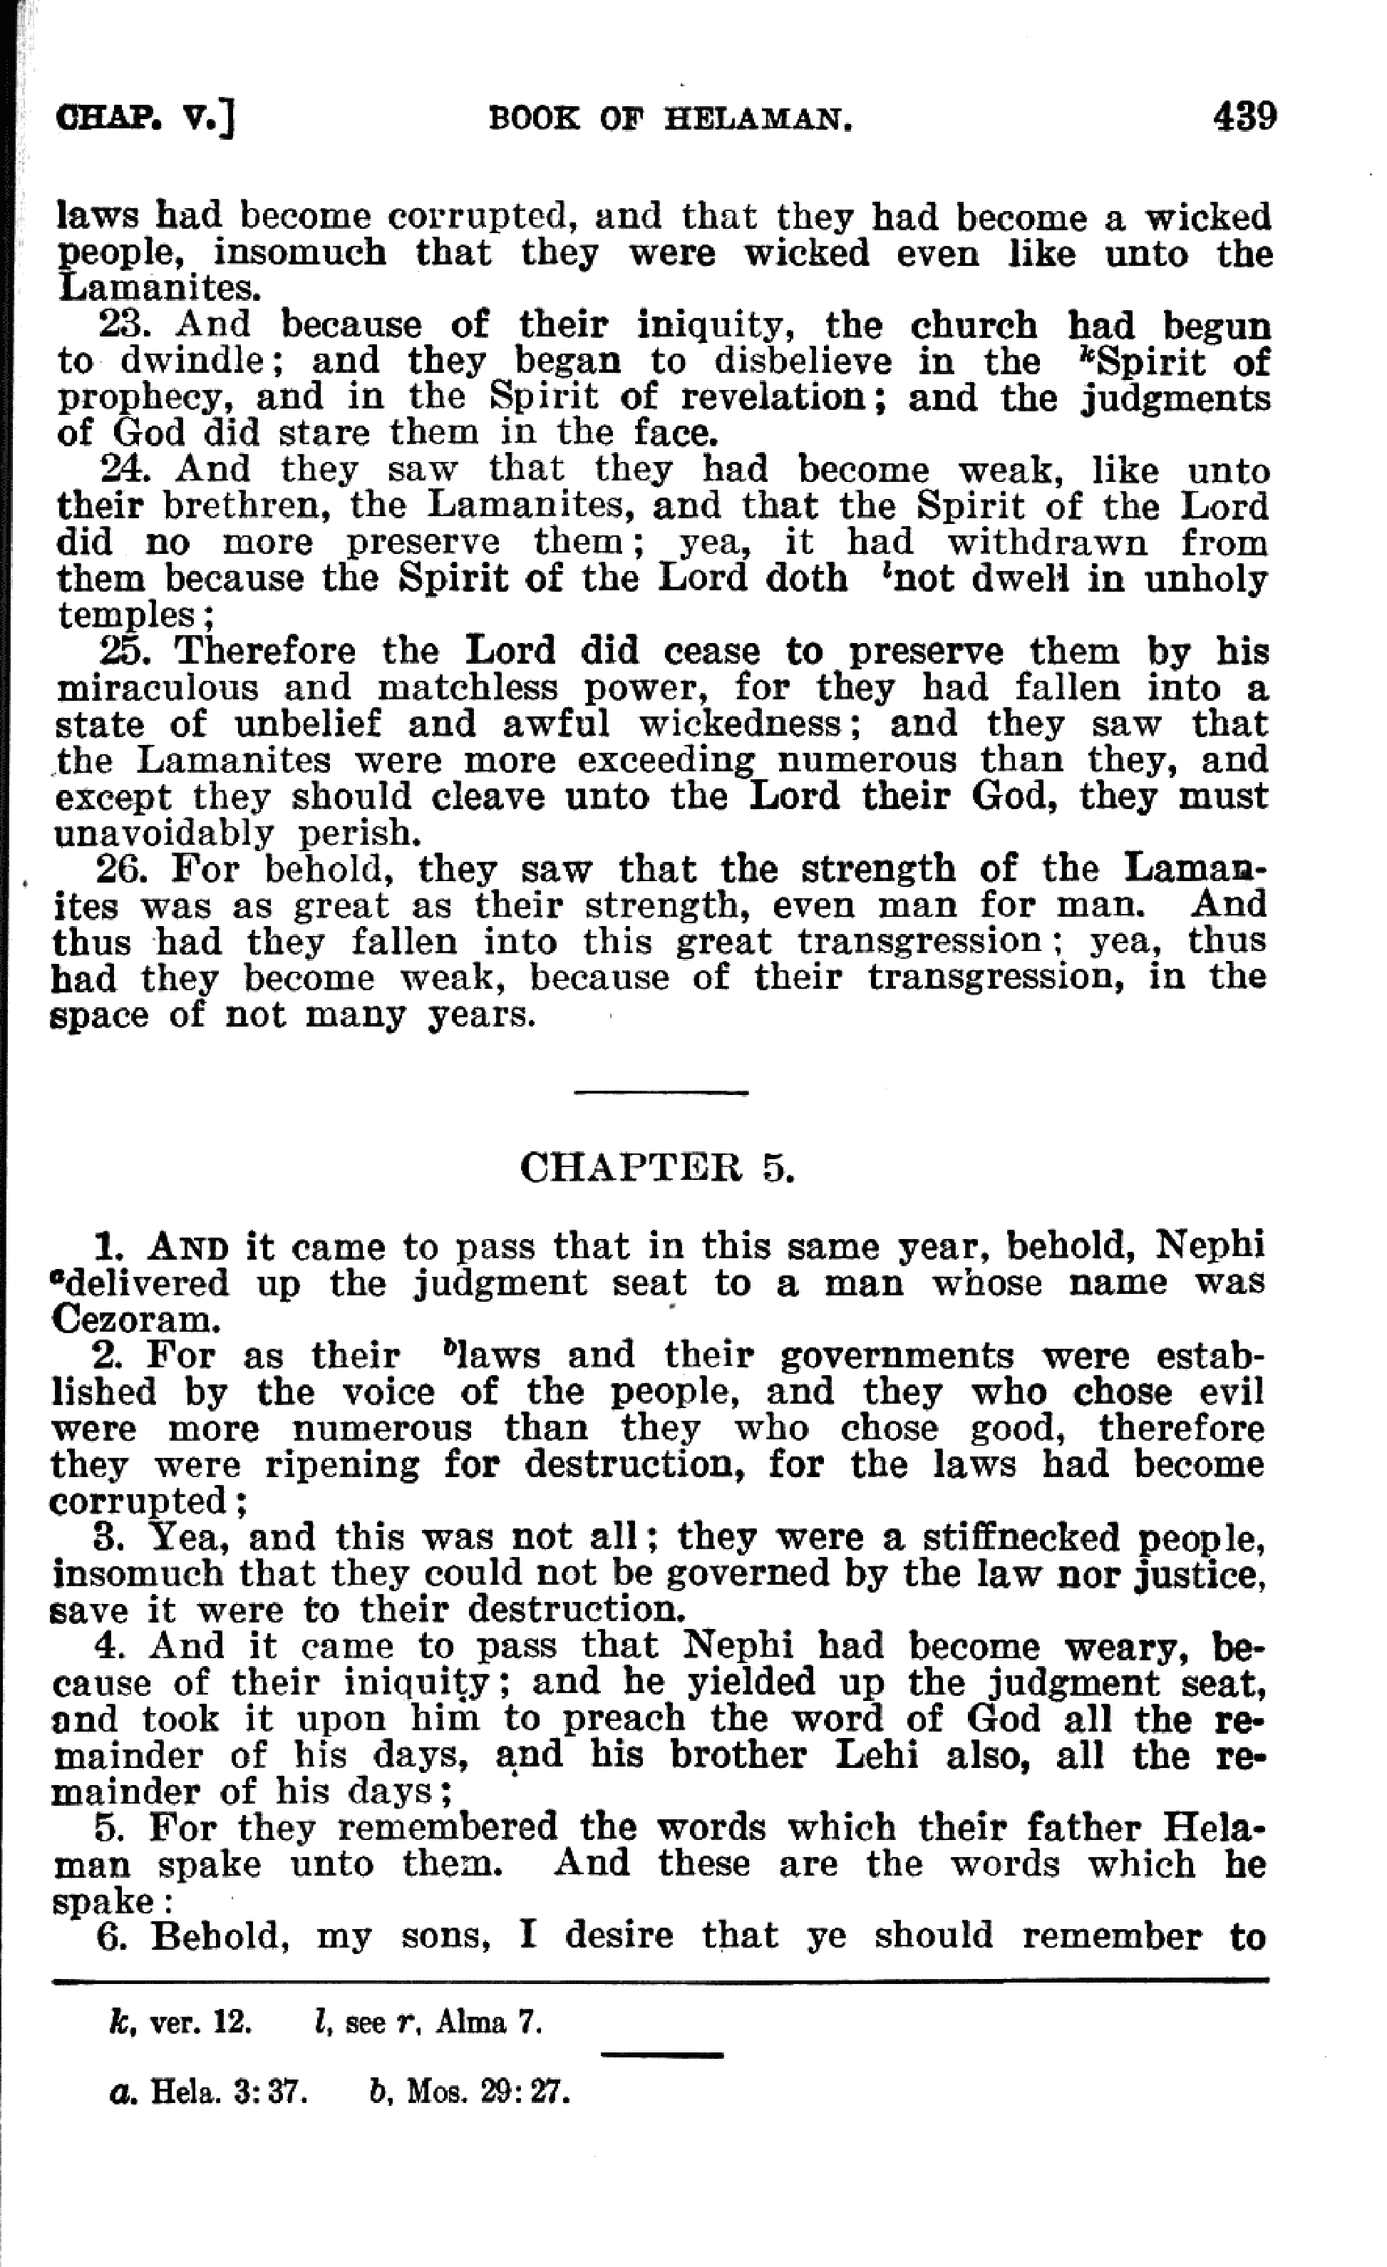 CHAP. V.] BOOK OF HELAMAN. 439
laws had become corrupted, and that they had become a wicked
people, insomuch that they were wicked even like unto the
Lamanites.
23. And because of their iniquity, the church had begun
to dwindle; and they began to disbelieve in the kSpirit of
prophecy, and in the Spirit of revelation; and the judgments
of God did stare them in the face.
24. And they saw that they had become weak, like unto
their brethren, the Lamanites, and that the Spirit of the Lord
did no more preserve them; yea, it had withdrawn from
them because the Spirit of the Lord doth lnot dwell in unholy
temples;
25. Therefore the Lord did cease to preserve them by his
miraculous and matchless power, for they had fallen into a
state of unbelief and awful wickedness; and they saw that
the Lamanites were more exceeding numerous than they, and
except they should cleave unto the Lord their God, they must
unavoidably perish.
26. For behold, they saw that the strength of the Laman-
ites was as great as their strength, even man for man. And
thus had they fallen into this great transgression; yea, thus
had they become weak, because of their transgression, in the
space of not many years.
CHAPTER 5.
1. AND it came to pass that in this same year, behold, Nephi
adelivered up the judgment seat to a man whose name was
Cezoram.
2. For as their blaws and their governments were estab-
lished by the voice of the people, and they who chose evil
were more numerous than they who chose good, therefore
they were ripening for destruction, for the laws had become
corrupted;
3. Yea, and this was not all; they were a stiffnecked people,
insomuch that they could not be governed by the law nor justice,
save it were to their destruction.
4. And it came to pass that Nephi had become weary, be-
cause of their iniquity; and he yielded up the judgment seat,
and took it upon him to preach the word of God all the re-
mainder of his days, and his brother Lehi also, all the re-
mainder of his days;
5. For they remembered the words which their father Hela-
man spake unto them. And these are the words which he
spake:
6. Behold, my sons, I desire that ye should remember to
k, ver. 12. l, see r, Alma 7.
a. Hela. 3:37. b, Mos. 29:27.